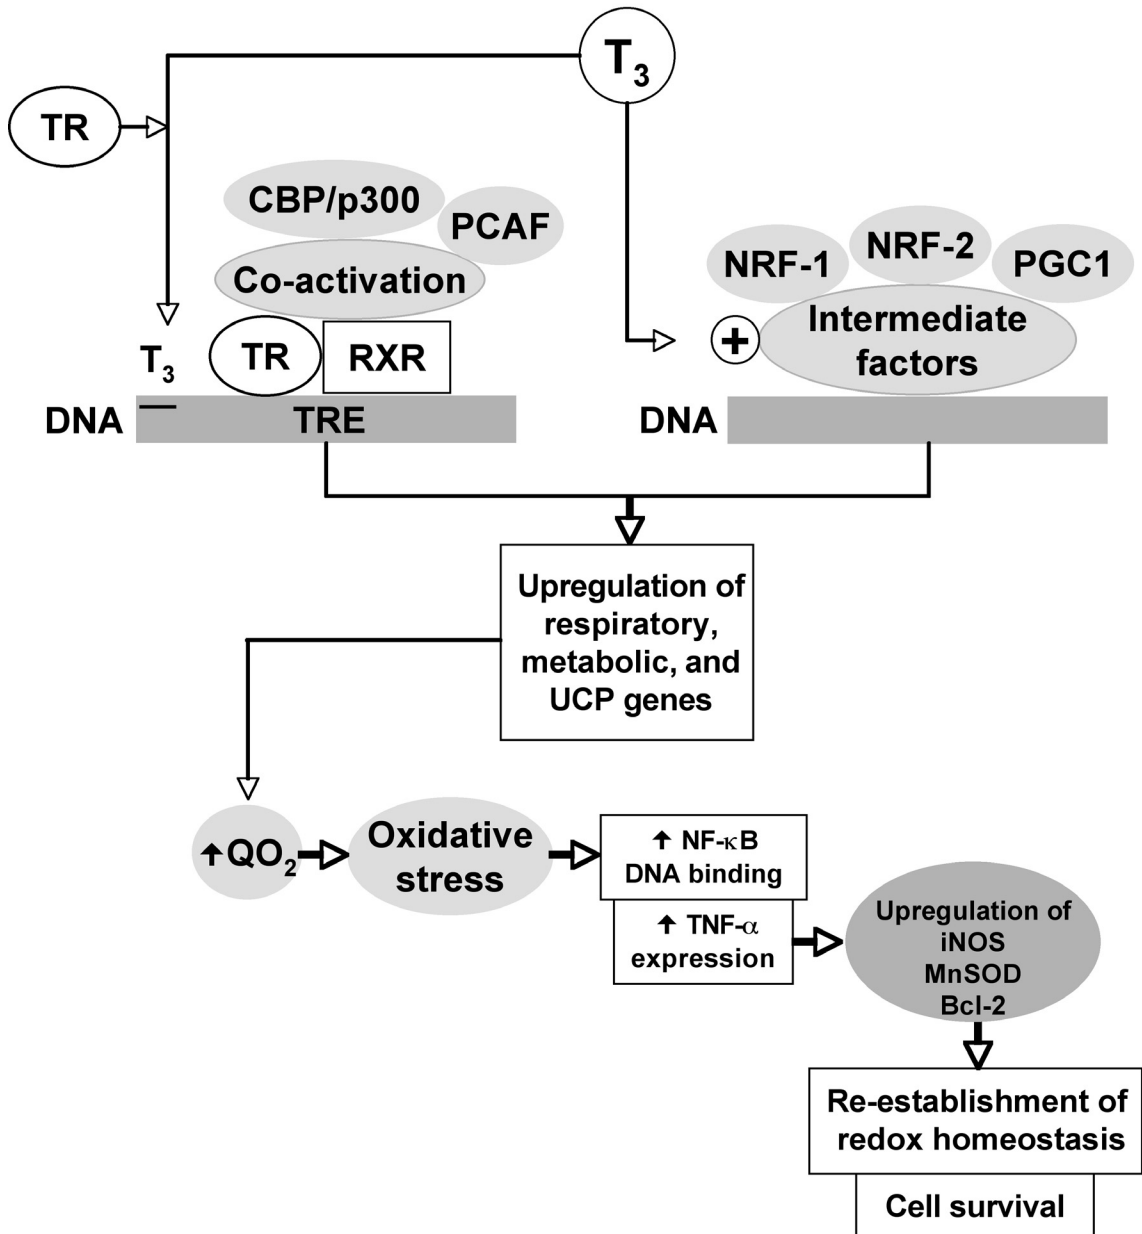 T3
TR
CBP/p300
PCAF
Co-activation
T3
TR
RXR
DNA
TRE
NRF-1
NRF-2
PGC1
+
Intermediate
factors
DNA
Upregulation of
respiratory,
metabolic, and
UCP genes
↑QO2
Oxidative
stress
↑ NF-κB
DNA binding
↑ TNF-α
expression
Upregulation of
iNOS
MnSOD
Bcl-2
Re-establishment of
redox homeostasis
Cell survival